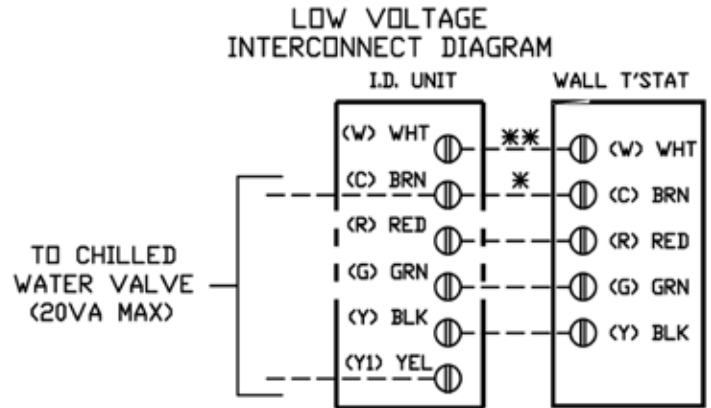 LOW VOLTAGE
INTERCONNECT DIAGRAM
I.D. UNIT
WALL T'STAT
(W) WHT
**
(W) WHT
(C) BRN
*
(C) BRN
(R) RED
(R) RED
(G) GRN
(G) GRN
(Y) BLK
(Y) BLK
(Y1) YEL
TO CHILLED
WATER VALVE
(20VA MAX)